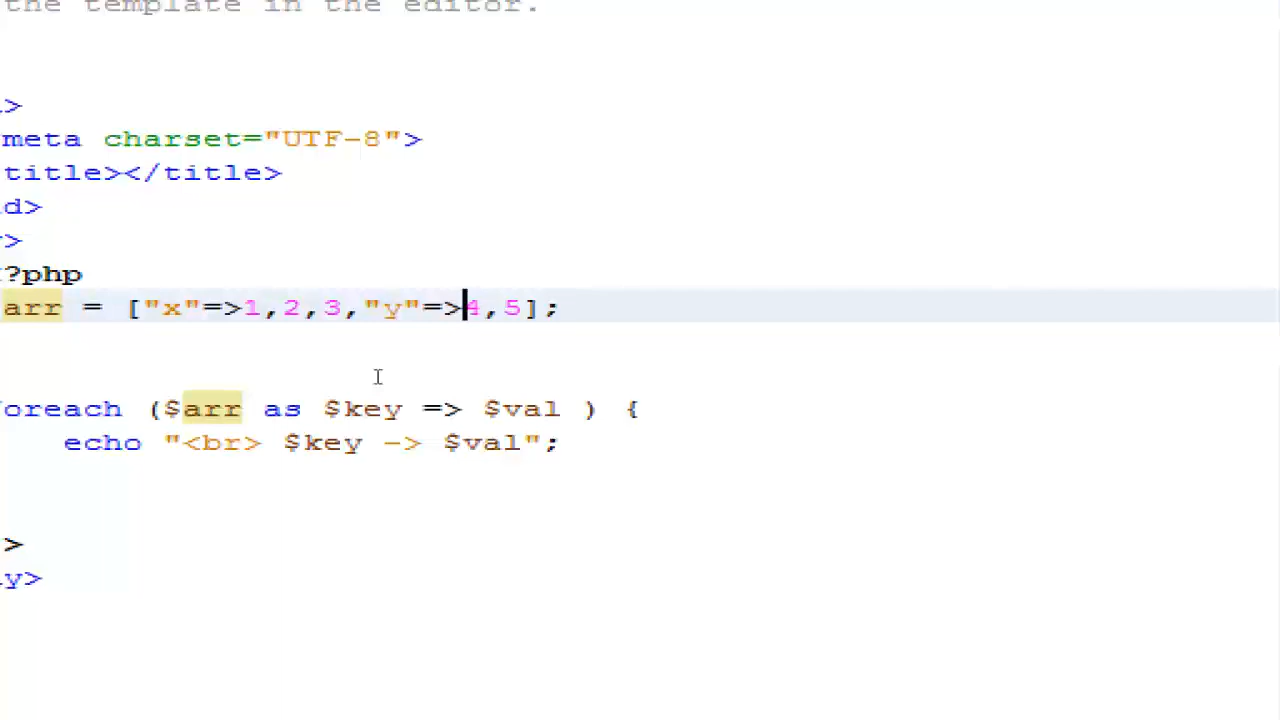 the template in the editor.
>
meta charset="UTF-8">
title></title>
d>
>
?php
arr = ["x"=>1,2,3,"y"=>4,5];
oreach ($arr as $key => $val ) {
echo "<br> $key -> $val";
>
y>